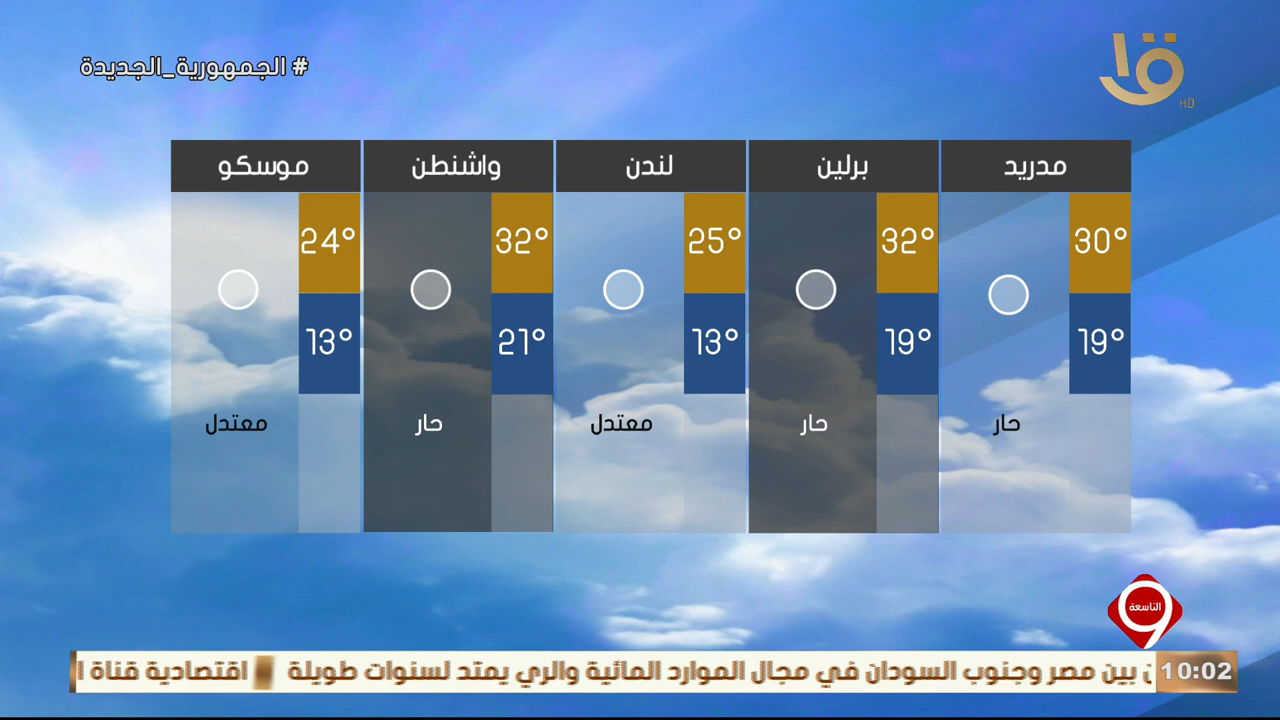 # الجمهورية_الجديدة
HD
مدريد برلين لندن واشنطن موسكو
30° 32° 25° 32° 24°
19° 19° 13° 21° 13°
حار حار معتدل حار معتدل
التاسعة
9
10:02
بين مصر وجنوب السودان في مجال الموارد المائية والري يمتد لسنوات طويلة اقتصادية قناة